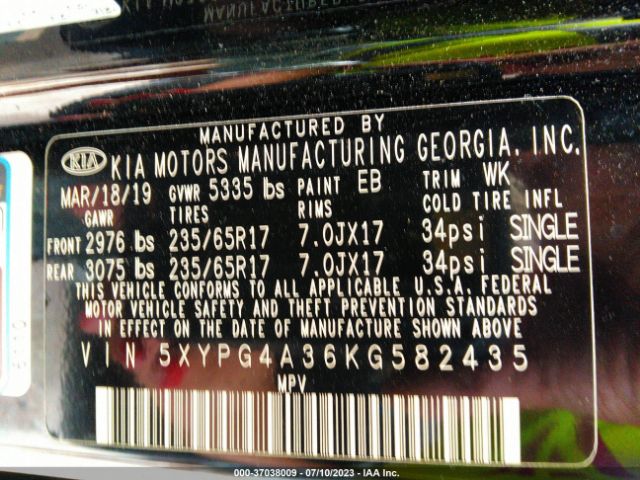 MANUFACTURED BY
KIA KIA MOTORS MANUFACTURING GEORGIA, INC.
MAR/18/19 GVWR 5335 lbs PAINT EB TRIM WK
GAWR TIRES RIMS COLD TIRE INFL
FRONT 2976 lbs 235/65R17 7.0JX17 34psi SINGLE
REAR 3075 lbs 235/65R17 7.0JX17 34psi SINGLE
THIS VEHICLE CONFORMS TO ALL APPLICABLE U.S.A. FEDERAL
MOTOR VEHICLE SAFETY AND THEFT PREVENTION STANDARDS
IN EFFECT ON THE DATE OF MANUFACTURE SHOWN ABOVE.
VIN 5XYPG4A36KG582435
MPV
000-37038009 - 07/10/2023 - IAA Inc.